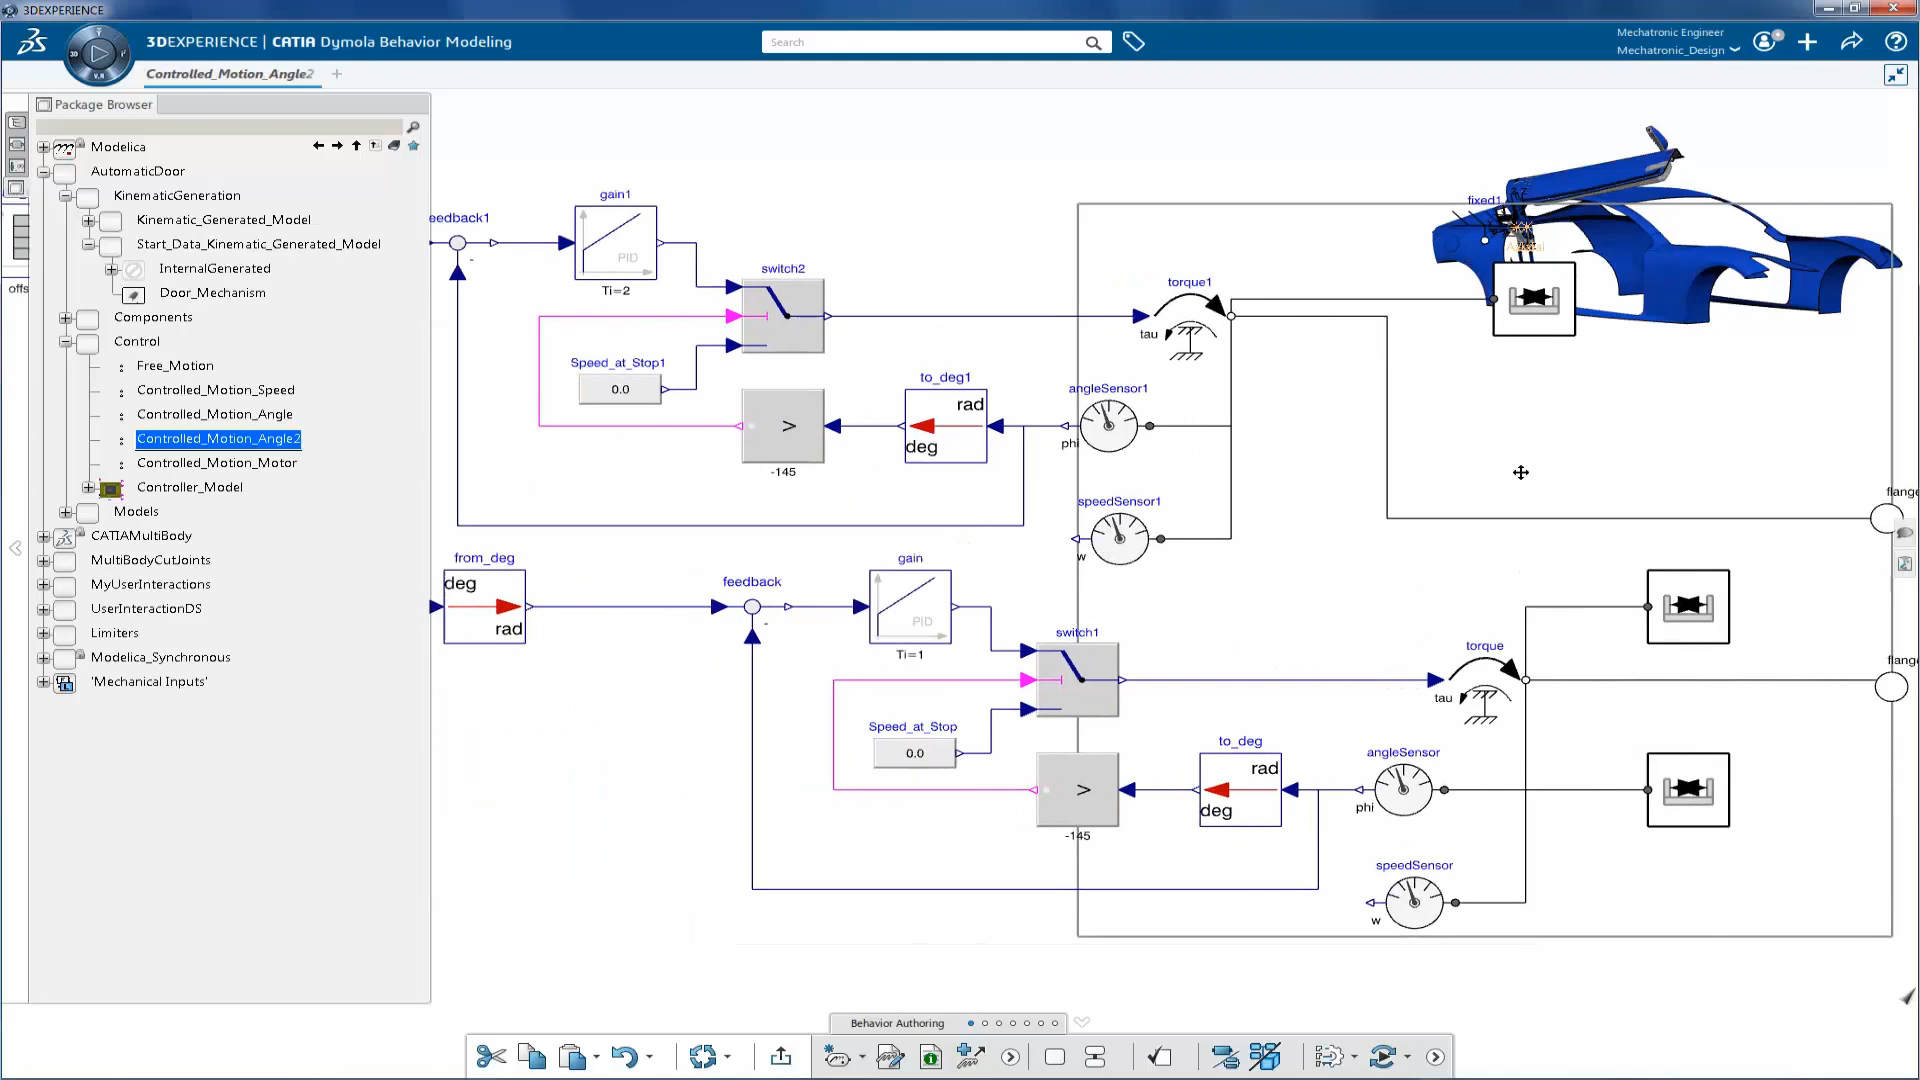 3DEXPERIENCE
3DEXPERIENCE | CATIA Dymola Behavior Modeling
Search
Mechatronic Engineer
Mechatronic_Design
3D
V.R
Controlled_Motion_Angle2
Package Browser
Modelica
AutomaticDoor
KinematicGeneration
Kinematic_Generated_Model
Start_Data_Kinematic_Generated_Model
InternalGenerated
Door_Mechanism
Components
Control
Free_Motion
Controlled_Motion_Speed
Controlled_Motion_Angle
Controlled_Motion_Angle2
Controlled_Motion_Motor
Controller_Model
Models
CATIAMultiBody
MultiBodyCutJoints
MyUserInteractions
UserInteractionDS
Limiters
Modelica_Synchronous
'Mechanical Inputs'
offs
eedback1
-
gain1
PID
Ti=2
switch2
Speed_at_Stop1
0.0
>
-145
to_deg1
rad
deg
angleSensor1
phi
speedSensor1
w
torque1
tau
fixed1
flange
from_deg
deg
rad
feedback
-
gain
PID
Ti=1
switch1
Speed_at_Stop
0.0
>
-145
to_deg
rad
deg
angleSensor
phi
speedSensor
w
torque
tau
flange
Behavior Authoring